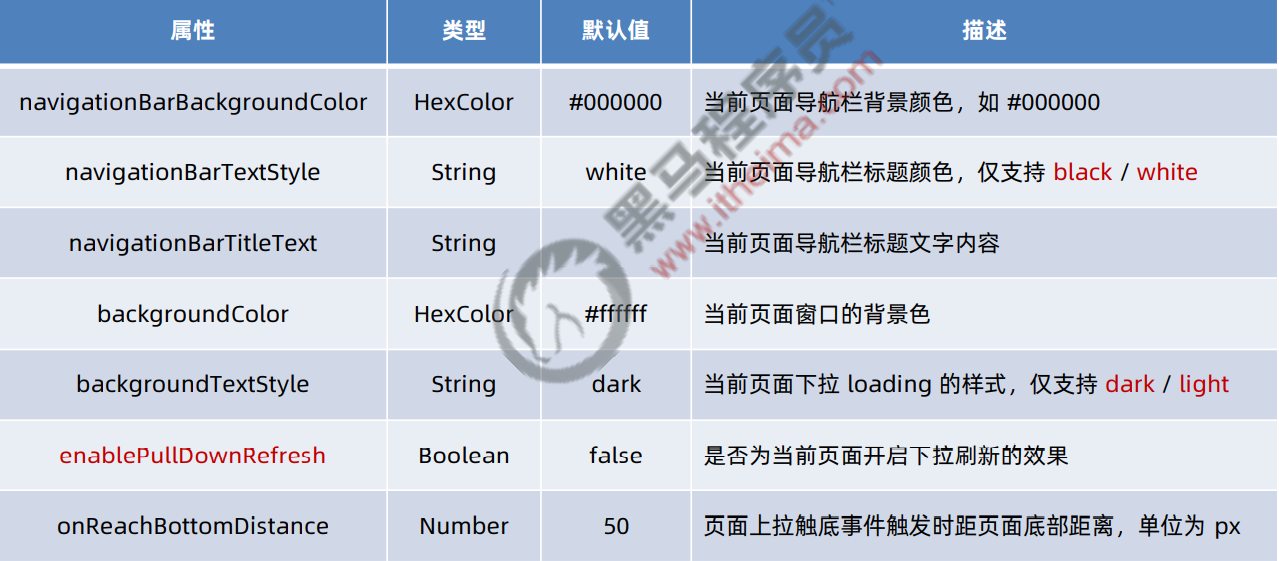 属性 类型 默认值 描述
navigationBarBackgroundColor HexColor #000000 当前页面导航栏背景颜色，如 #000000
navigationBarTextStyle String white 当前页面导航栏标题颜色，仅支持 black / white
navigationBarTitleText String 当前页面导航栏标题文字内容
backgroundColor HexColor #ffffff 当前页面窗口的背景色
backgroundTextStyle String dark 当前页面下拉 loading 的样式，仅支持 dark / light
enablePullDownRefresh Boolean false 是否为当前页面开启下拉刷新的效果
onReachBottomDistance Number 50 页面上拉触底事件触发时距页面底部距离，单位为 px
黑马程序员
www.itheima.com